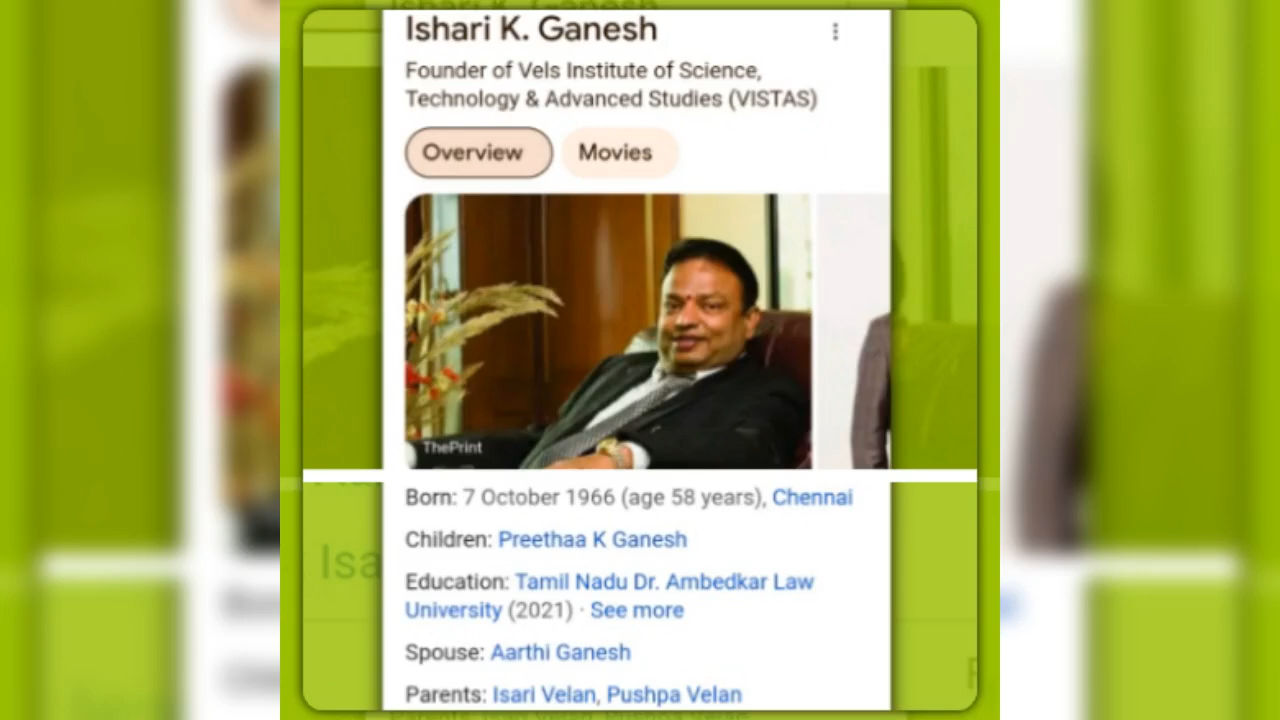 Ishari K. Ganesh
Founder of Vels Institute of Science,
Technology & Advanced Studies (VISTAS)
Overview
Movies
ThePrint
Born: 7 October 1966 (age 58 years), Chennai
Children: Preethaa K Ganesh
Education: Tamil Nadu Dr. Ambedkar Law
University (2021) · See more
Spouse: Aarthi Ganesh
Parents: Isari Velan, Pushpa Velan